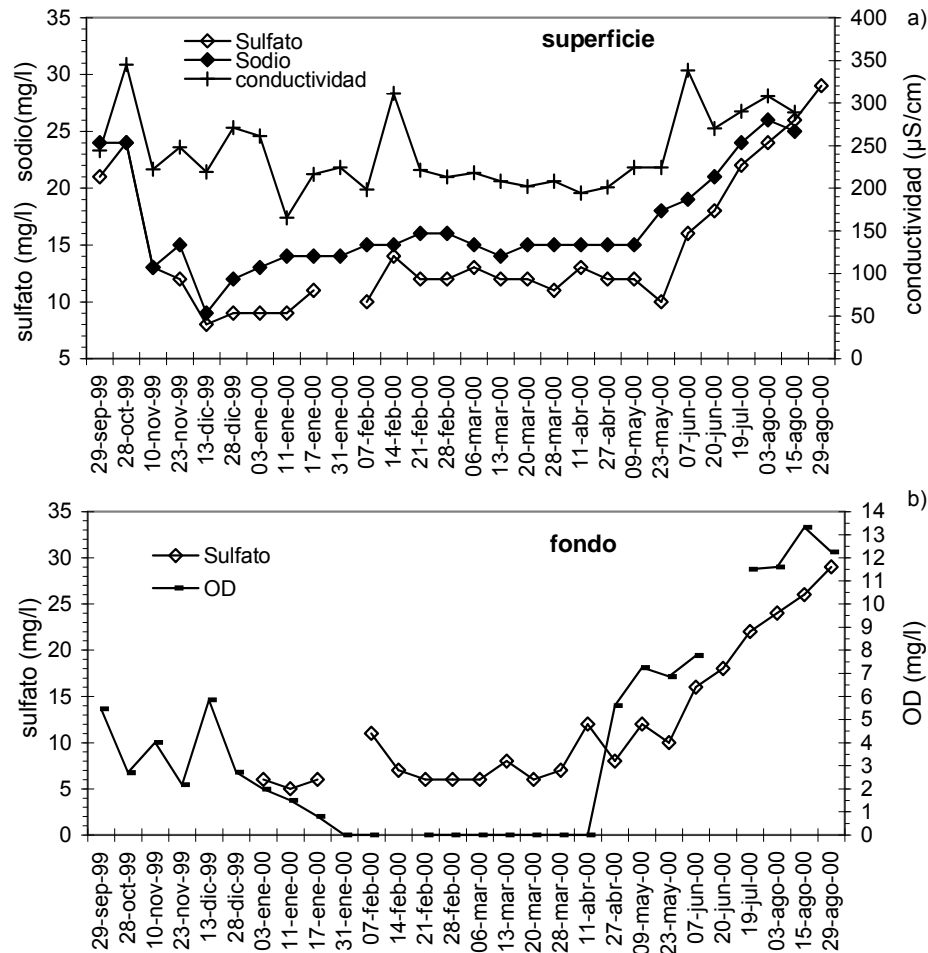 a)
superficie
Sulfato
Sodio
conductividad
35
30
25
20
15
10
5
400
350
300
250
200
150
100
50
0
sulfato (mg/l) sodio(mg/l)
conductividad (µS/cm)
29-sep-99
28-oct-99
10-nov-99
23-nov-99
13-dic-99
28-dic-99
03-ene-00
11-ene-00
17-ene-00
31-ene-00
07-feb-00
14-feb-00
21-feb-00
28-feb-00
06-mar-00
13-mar-00
20-mar-00
28-mar-00
11-abr-00
27-abr-00
09-may-00
23-may-00
07-jun-00
20-jun-00
19-jul-00
03-ago-00
15-ago-00
29-ago-00
b)
fondo
Sulfato
OD
35
30
25
20
15
10
5
0
14
13
12
11
10
9
8
7
6
5
4
3
2
1
0
sulfato (mg/l)
OD (mg/l)
29-sep-99
28-oct-99
10-nov-99
23-nov-99
13-dic-99
28-dic-99
03-ene-00
11-ene-00
17-ene-00
31-ene-00
07-feb-00
14-feb-00
21-feb-00
28-feb-00
06-mar-00
13-mar-00
20-mar-00
28-mar-00
11-abr-00
27-abr-00
09-may-00
23-may-00
07-jun-00
20-jun-00
19-jul-00
03-ago-00
15-ago-00
29-ago-00